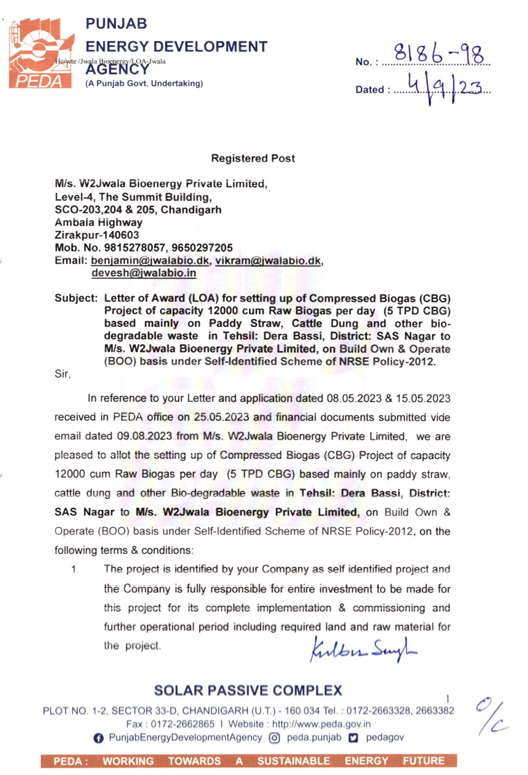 PUNJAB
ENERGY DEVELOPMENT
AGENCY
(A Punjab Govt. Undertaking)
PEDA
No. : 8186-98
Dated : 4/9/23
Registered Post
M/s. W2Jwala Bioenergy Private Limited,
Level-4, The Summit Building,
SCO-203,204 & 205, Chandigarh
Ambala Highway
Zirakpur-140603
Mob. No. 9815278057, 9650297205
Email: benjamin@jwalabio.dk, vikram@jwalabio.dk,
devesh@jwalabio.in
Subject: Letter of Award (LOA) for setting up of Compressed Biogas (CBG)
Project of capacity 12000 cum Raw Biogas per day (5 TPD CBG)
based mainly on Paddy Straw, Cattle Dung and other bio-
degradable waste in Tehsil: Dera Bassi, District: SAS Nagar to
M/s. W2Jwala Bioenergy Private Limited, on Build Own & Operate
(BOO) basis under Self-Identified Scheme of NRSE Policy-2012.
Sir,
In reference to your Letter and application dated 08.05.2023 & 15.05.2023
received in PEDA office on 25.05.2023 and financial documents submitted vide
email dated 09.08.2023 from M/s. W2Jwala Bioenergy Private Limited, we are
pleased to allot the setting up of Compressed Biogas (CBG) Project of capacity
12000 cum Raw Biogas per day (5 TPD CBG) based mainly on paddy straw,
cattle dung and other Bio-degradable waste in Tehsil: Dera Bassi, District:
SAS Nagar to M/s. W2Jwala Bioenergy Private Limited, on Build Own &
Operate (BOO) basis under Self-Identified Scheme of NRSE Policy-2012, on the
following terms & conditions:
1. The project is identified by your Company as self identified project and
the Company is fully responsible for entire investment to be made for
this project for its complete implementation & commissioning and
further operational period including required land and raw material for
the project.
SOLAR PASSIVE COMPLEX
1
PLOT NO. 1-2, SECTOR 33-D, CHANDIGARH (U.T.) - 160 034 Tel. : 0172-2663328, 2663382
Fax : 0172-2662865 I Website : http://www.peda.gov.in
PunjabEnergyDevelopmentAgency peda.punjab pedagov
O/C
PEDA : WORKING TOWARDS A SUSTAINABLE ENERGY FUTURE